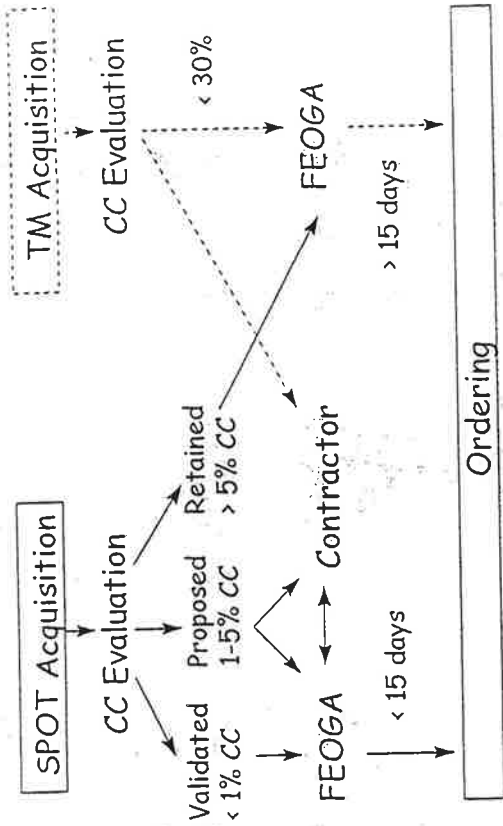 SPOT Acquisition
TM Acquisition
CC Evaluation
CC Evaluation
Validated
< 1% CC
Proposed
1-5% CC
Retained
> 5% CC
< 30%
FEOGA
Contractor
FEOGA
< 15 days
> 15 days
Ordering